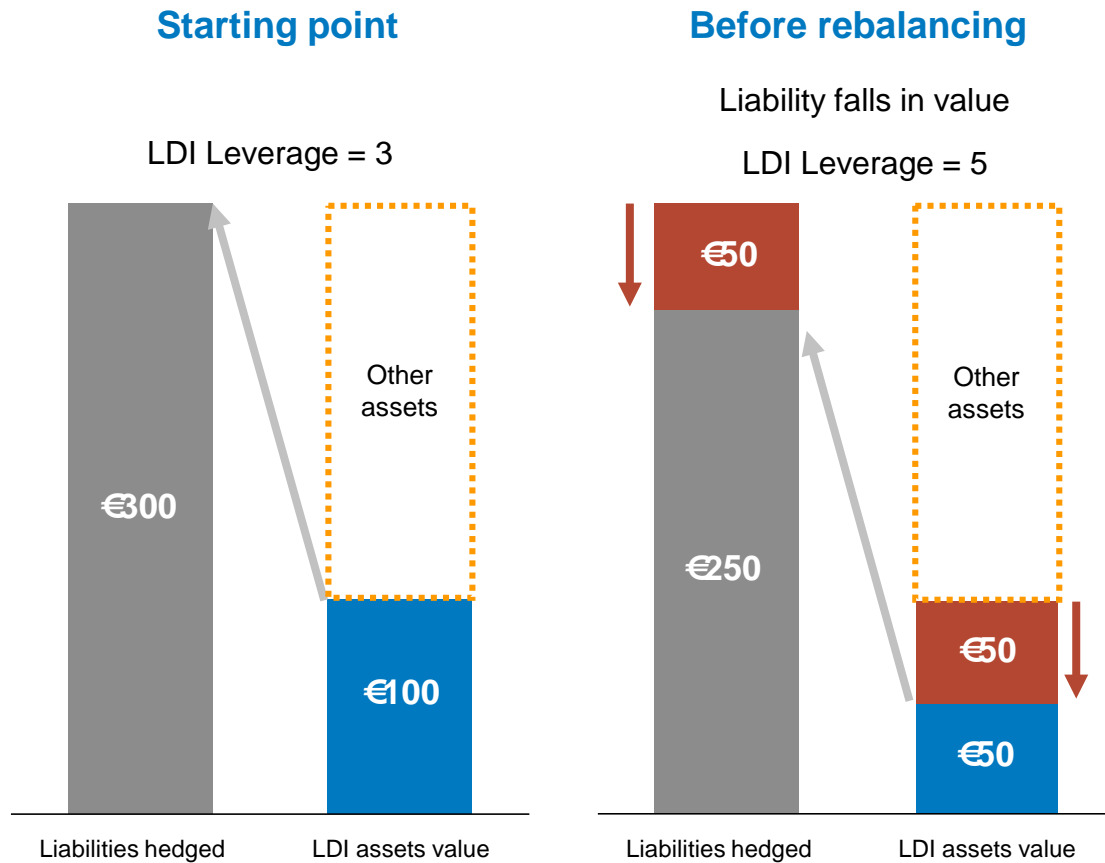 Starting point
LDI Leverage = 3
Other
assets
€300
€100
Liabilities hedged
LDI assets value
Before rebalancing
Liability falls in value
LDI Leverage = 5
€50
Other
assets
€250
€50
€50
Liabilities hedged
LDI assets value